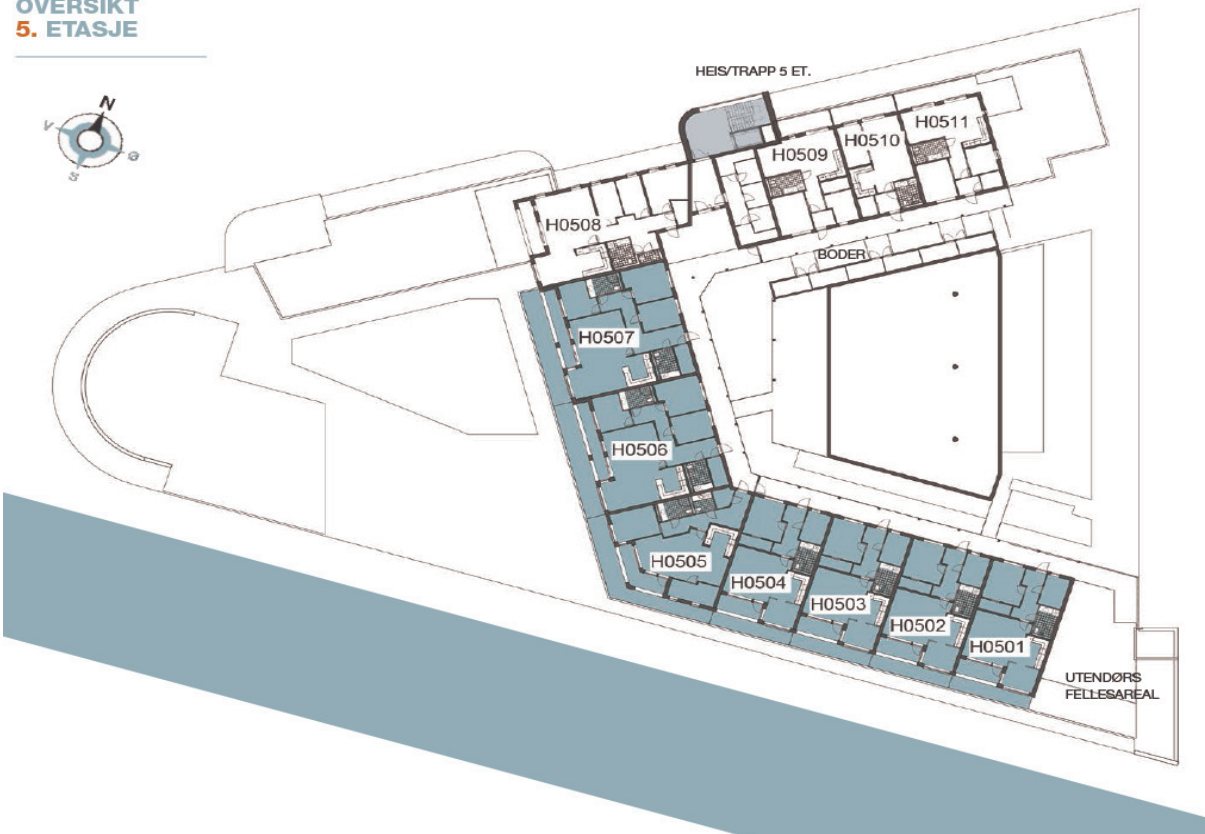 OVERSIKT
5. ETASJE
N
V
Ø
S
HEIS/TRAPP 5 ET.
H0511
H0510
H0509
H0508
BODER
H0507
H0506
H0505
H0504
H0503
H0502
H0501
UTENDØRS
FELLESAREAL